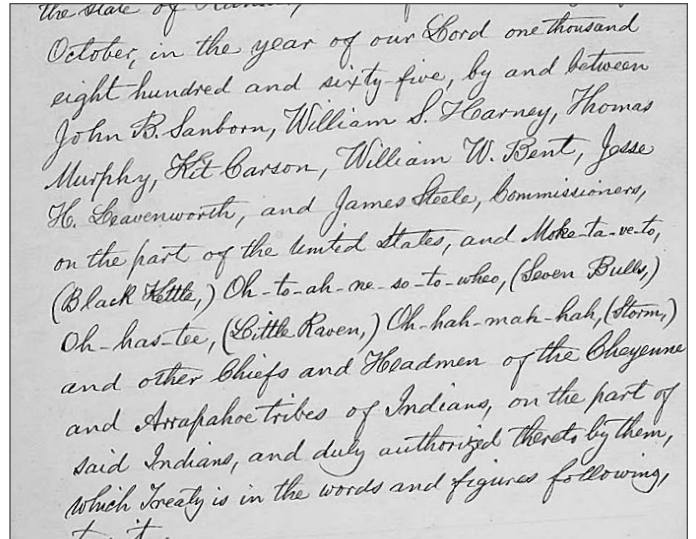 the State of
October, in the year of our Lord one thousand
eight hundred and sixty-five, by and between
John B. Sanborn, William S. Harney, Thomas
Murphy, Kit Carson, William W. Bent, Jesse
H. Leavenworth, and James Steele, Commissioners,
on the part of the United States, and Moke-ta-ve-to,
(Black Kettle,) Oh-to-ah-ne-so-to-wheo, (Seven Bulls,)
Oh-has-tee, (Little Raven,) Oh-hah-mah-hah, (Storm,)
and other Chiefs and Headmen of the Cheyenne
and Arrapahoe tribes of Indians, on the part of
said Indians, and duly authorized thereto by them,
which Treaty is in the words and figures following,